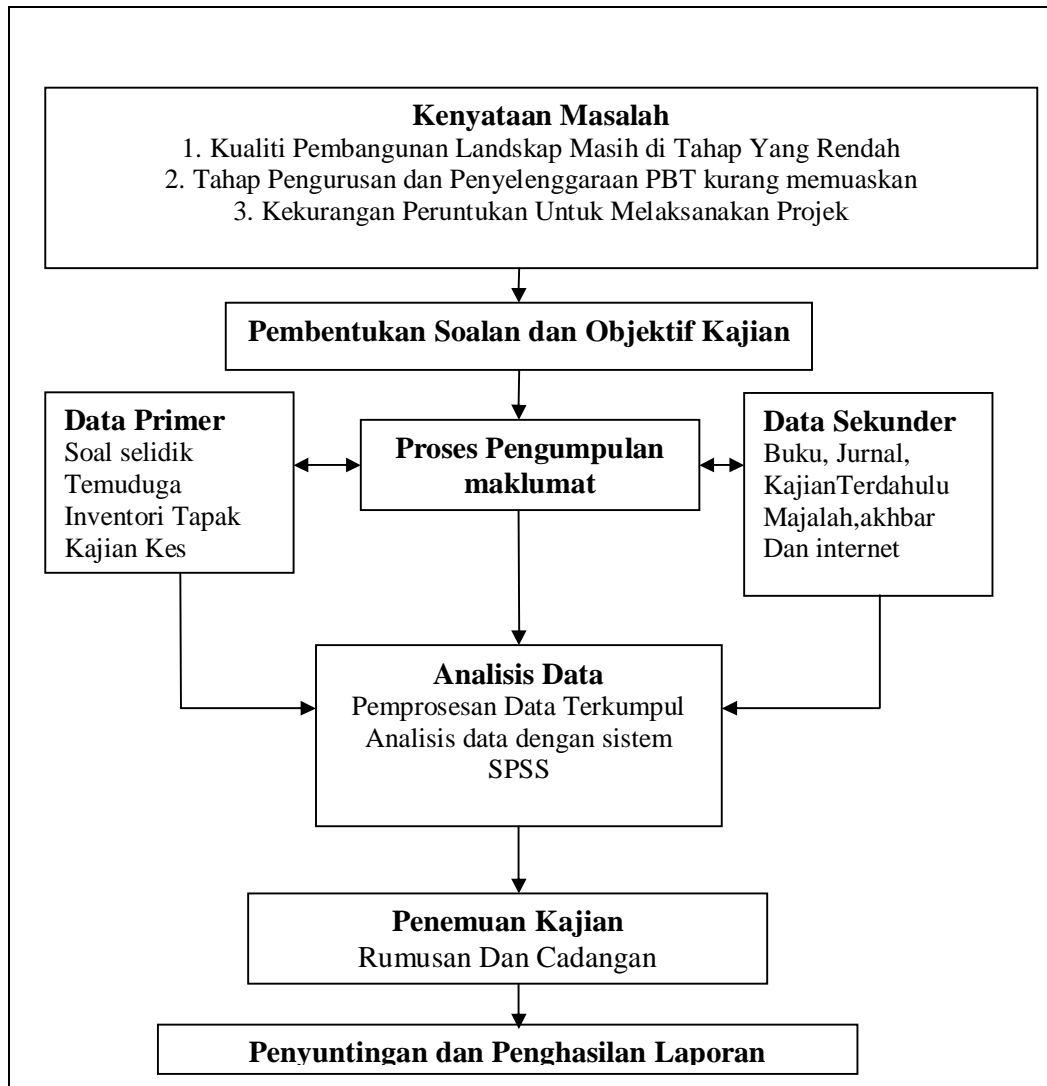 Kenyataan Masalah
1. Kualiti Pembangunan Landskap Masih di Tahap Yang Rendah
2. Tahap Pengurusan dan Penyelenggaraan PBT kurang memuaskan
3. Kekurangan Peruntukan Untuk Melaksanakan Projek
Pembentukan Soalan dan Objektif Kajian
Data Primer
Soal selidik
Temuduga
Inventori Tapak
Kajian Kes
Proses Pengumpulan
maklumat
Data Sekunder
Buku, Jurnal,
KajianTerdahulu
Majalah,akhbar
Dan internet
Analisis Data
Pemprosesan Data Terkumpul
Analisis data dengan sistem
SPSS
Penemuan Kajian
Rumusan Dan Cadangan
Penyuntingan dan Penghasilan Laporan